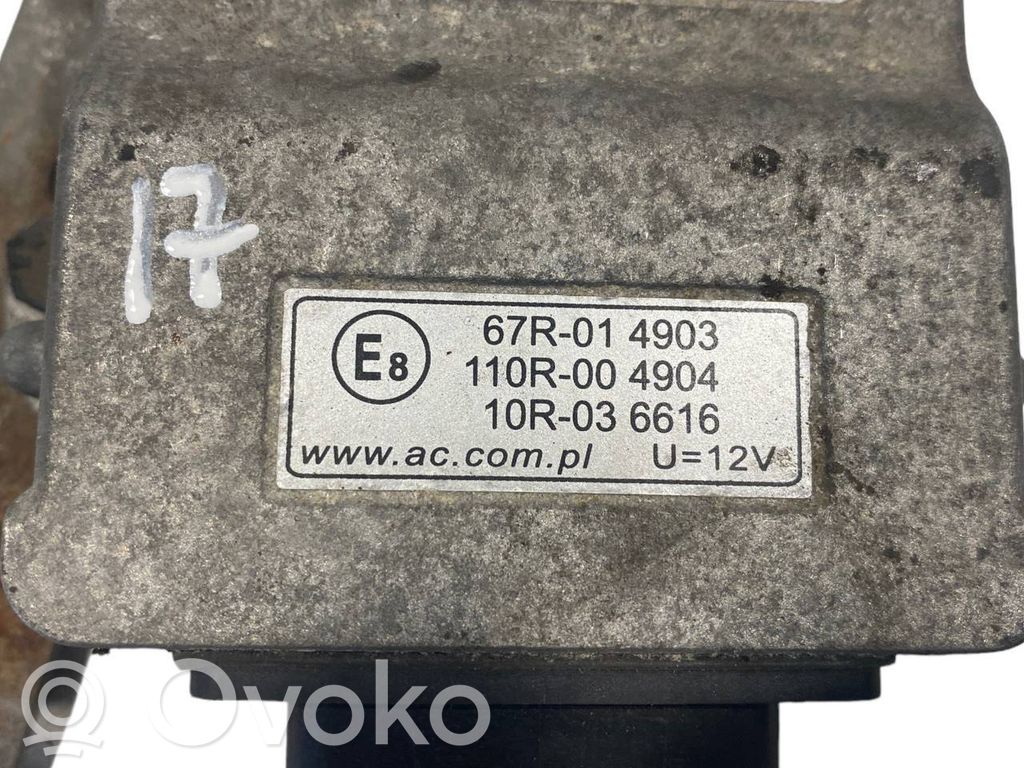 17
E8
67R-01 4903
110R-00 4904
10R-03 6616
www.ac.com.pl U=12V
Ovoko